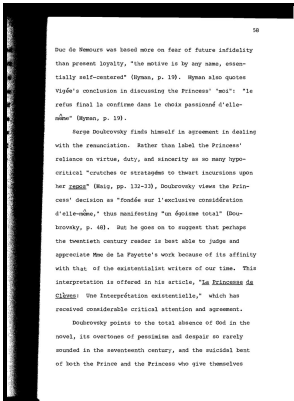 58
Duc de Nemours was based more on fear of future infidelity
than present loyalty, "the motive is by any name, essen-
tially self-centered" (Hyman, p. 19). Hyman also quotes
Vigée's conclusion in discussing the Princess' "moi": "le
refus final la confirme dans le choix passionné d'elle-
même" (Hyman, p. 19).
Serge Doubrovsky finds himself in agreement in dealing
with the renunciation. Rather than label the Princess'
reliance on virtue, duty, and sincerity as so many hypo-
critical "crutches or stratagems to thwart incursions upon
her repos" (Haig, pp. 132-33), Doubrovsky views the Prin-
cess' decision as "fondée sur l'exclusive considération
d'elle-même," thus manifesting "un égoïsme total" (Dou-
brovsky, p. 48). But he goes on to suggest that perhaps
the twentieth century reader is best able to judge and
appreciate Mme de La Fayette's work because of its affinity
with that of the existentialist writers of our time. This
interpretation is offered in his article, "La Princesse de
Clèves: Une Interprétation existentielle," which has
received considerable critical attention and agreement.
Doubrovsky points to the total absence of God in the
novel, its overtones of pessimism and despair so rarely
sounded in the seventeenth century, and the suicidal bent
of both the Prince and the Princess who give themselves